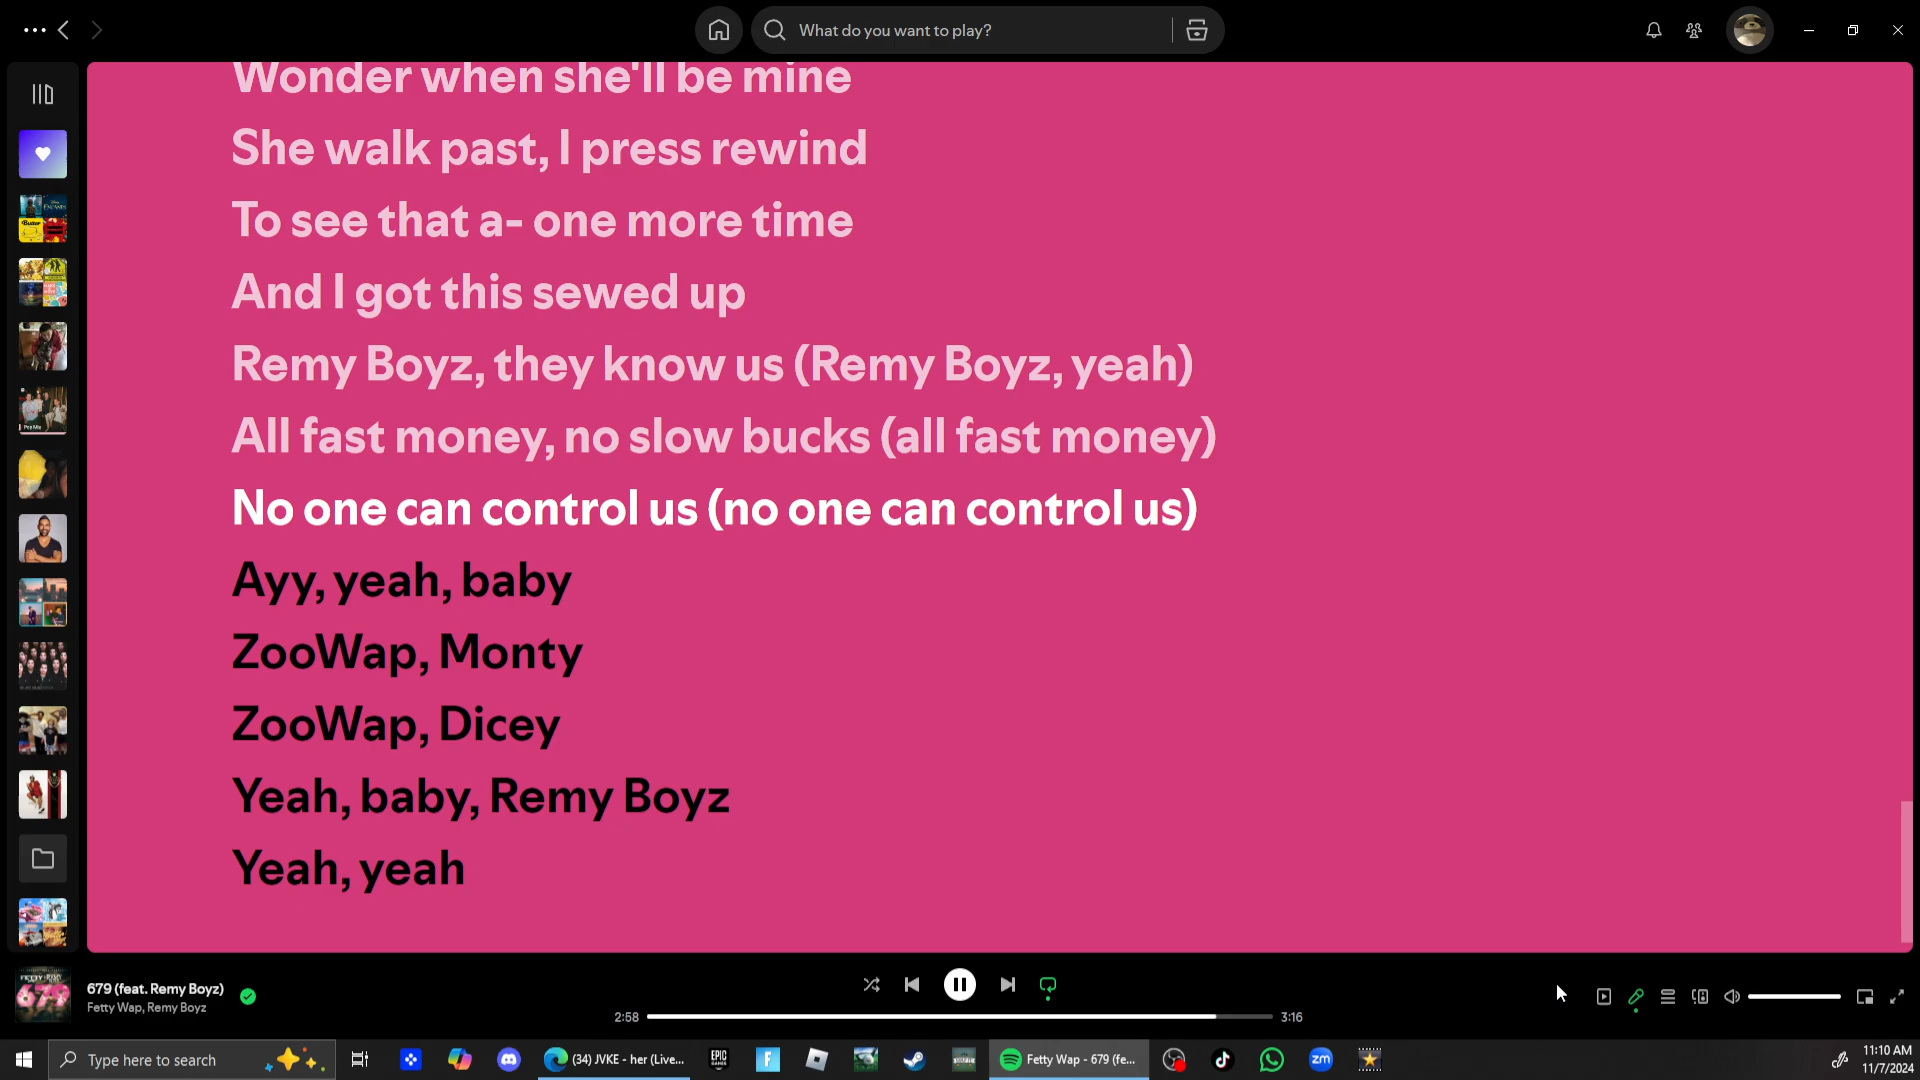 What do you want to play?
Wonder when she'll be mine
She walk past, I press rewind
To see that a- one more time
And I got this sewed up
Remy Boyz, they know us (Remy Boyz, yeah)
All fast money, no slow bucks (all fast money)
No one can control us (no one can control us)
Ayy, yeah, baby
ZooWap, Monty
ZooWap, Dicey
Yeah, baby, Remy Boyz
Yeah, yeah
679 (feat. Remy Boyz)
Fetty Wap, Remy Boyz
2:58
3:16
Type here to search
(34) JVKE - her (Live...
EPIC
Fetty Wap - 679 (fe...
zm
11:10 AM
11/7/2024